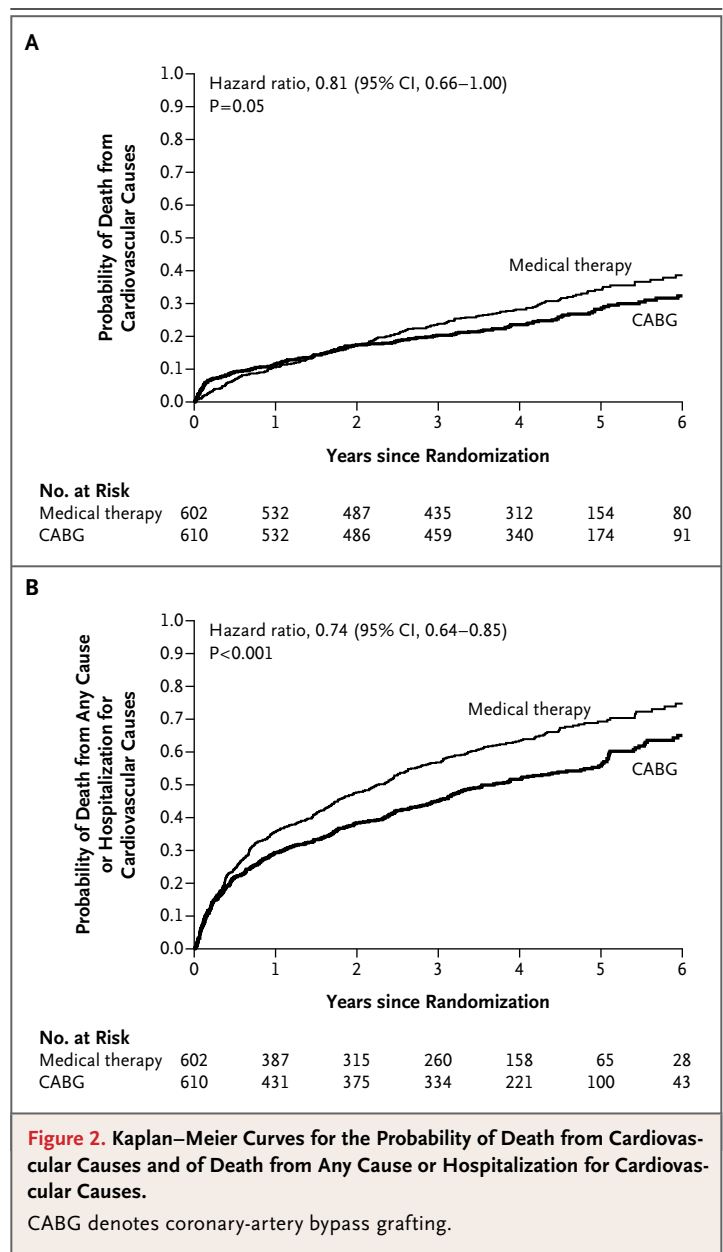 A
Hazard ratio, 0.81 (95% CI, 0.66–1.00)
P=0.05
Probability of Death from
Cardiovascular Causes
1.0
0.9
0.8
0.7
0.6
0.5
0.4
0.3
0.2
0.1
0.0
Medical therapy
CABG
0 1 2 3 4 5 6
Years since Randomization
No. at Risk
Medical therapy 602 532 487 435 312 154 80
CABG 610 532 486 459 340 174 91
B
Hazard ratio, 0.74 (95% CI, 0.64–0.85)
P<0.001
Probability of Death from Any Cause
or Hospitalization for
Cardiovascular Causes
1.0
0.9
0.8
0.7
0.6
0.5
0.4
0.3
0.2
0.1
0.0
Medical therapy
CABG
0 1 2 3 4 5 6
Years since Randomization
No. at Risk
Medical therapy 602 387 315 260 158 65 28
CABG 610 431 375 334 221 100 43
Figure 2. Kaplan–Meier Curves for the Probability of Death from Cardiovas-
cular Causes and of Death from Any Cause or Hospitalization for Cardiovas-
cular Causes.
CABG denotes coronary-artery bypass grafting.